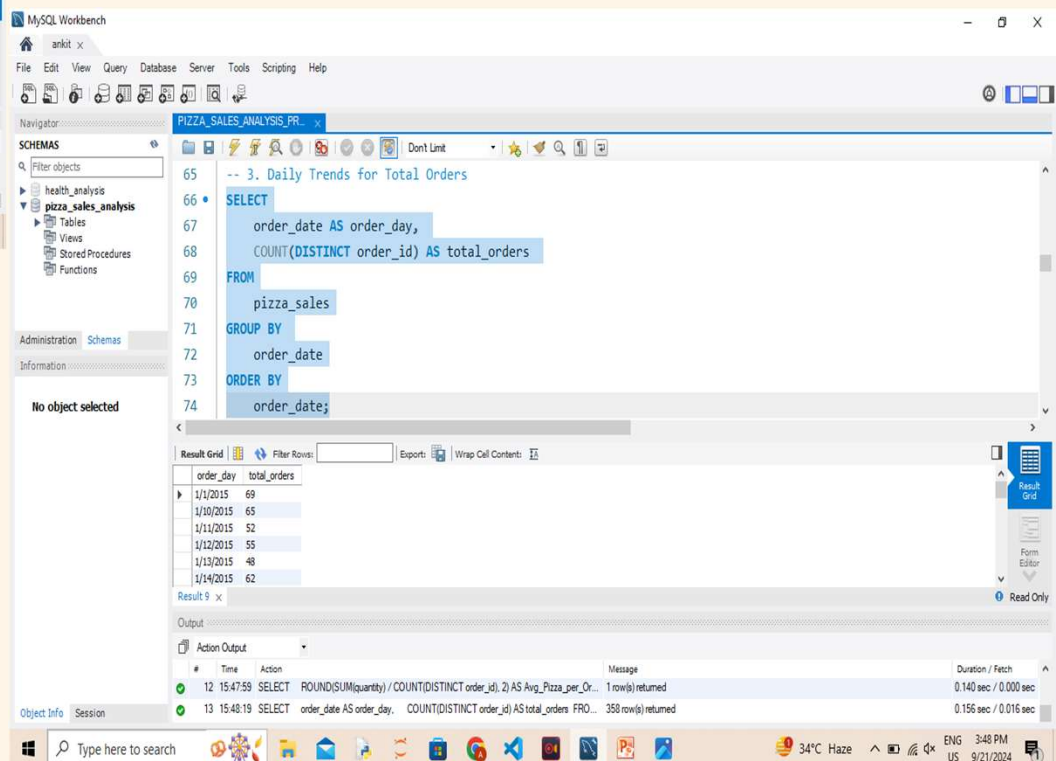 MySQL Workbench
ankit x
File Edit View Query Database Server Tools Scripting Help
Navigator
PIZZA_SALES_ANALYSIS_PR... x
SCHEMAS
Don't Limit
Filter objects
health_analysis
pizza_sales_analysis
Tables
Views
Stored Procedures
Functions
Administration Schemas
Information
No object selected
65 -- 3. Daily Trends for Total Orders
66 SELECT
67 order_date AS order_day,
68 COUNT(DISTINCT order_id) AS total_orders
69 FROM
70 pizza_sales
71 GROUP BY
72 order_date
73 ORDER BY
74 order_date;
Result Grid Filter Rows: Export: Wrap Cell Content:
order_day total_orders
1/1/2015 69
1/10/2015 65
1/11/2015 52
1/12/2015 55
1/13/2015 48
1/14/2015 62
Result Grid
Form Editor
Result 9 x
Read Only
Output
Action Output
# Time Action Message Duration / Fetch
12 15:47:59 SELECT ROUND(SUM(quantity) / COUNT(DISTINCT order_id), 2) AS Avg_Pizza_per_Or... 1 row(s) returned 0.140 sec / 0.000 sec
13 15:48:19 SELECT order_date AS order_day, COUNT(DISTINCT order_id) AS total_orders FRO... 358 row(s) returned 0.156 sec / 0.016 sec
Object Info Session
Type here to search
34°C Haze
ENG 3:48 PM
US 9/21/2024